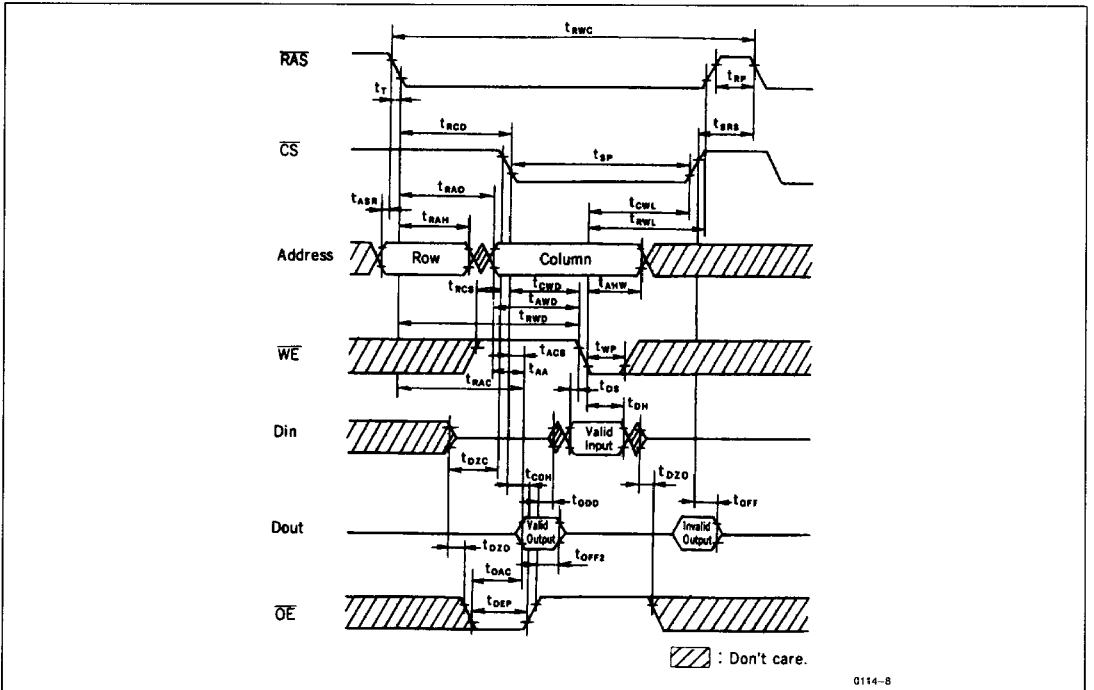 tRWC
RAS
tRP
tT
tRCD
tSRS
CS
tSP
tRAD
tASR
tRAH
tCWL
tRWL
Address
Row
Column
tRCS
tCWD
tAHW
tAWD
tRWD
WE
tACS
tWP
tAA
tRAC
tDS
tDH
Din
Valid
Input
tDZC
tCOH
tDZO
tODD
tOFF
Dout
Valid
Output
Invalid
Output
tDZO
tOFF2
tOAC
OE
tOEP
: Don't care.
0114–8